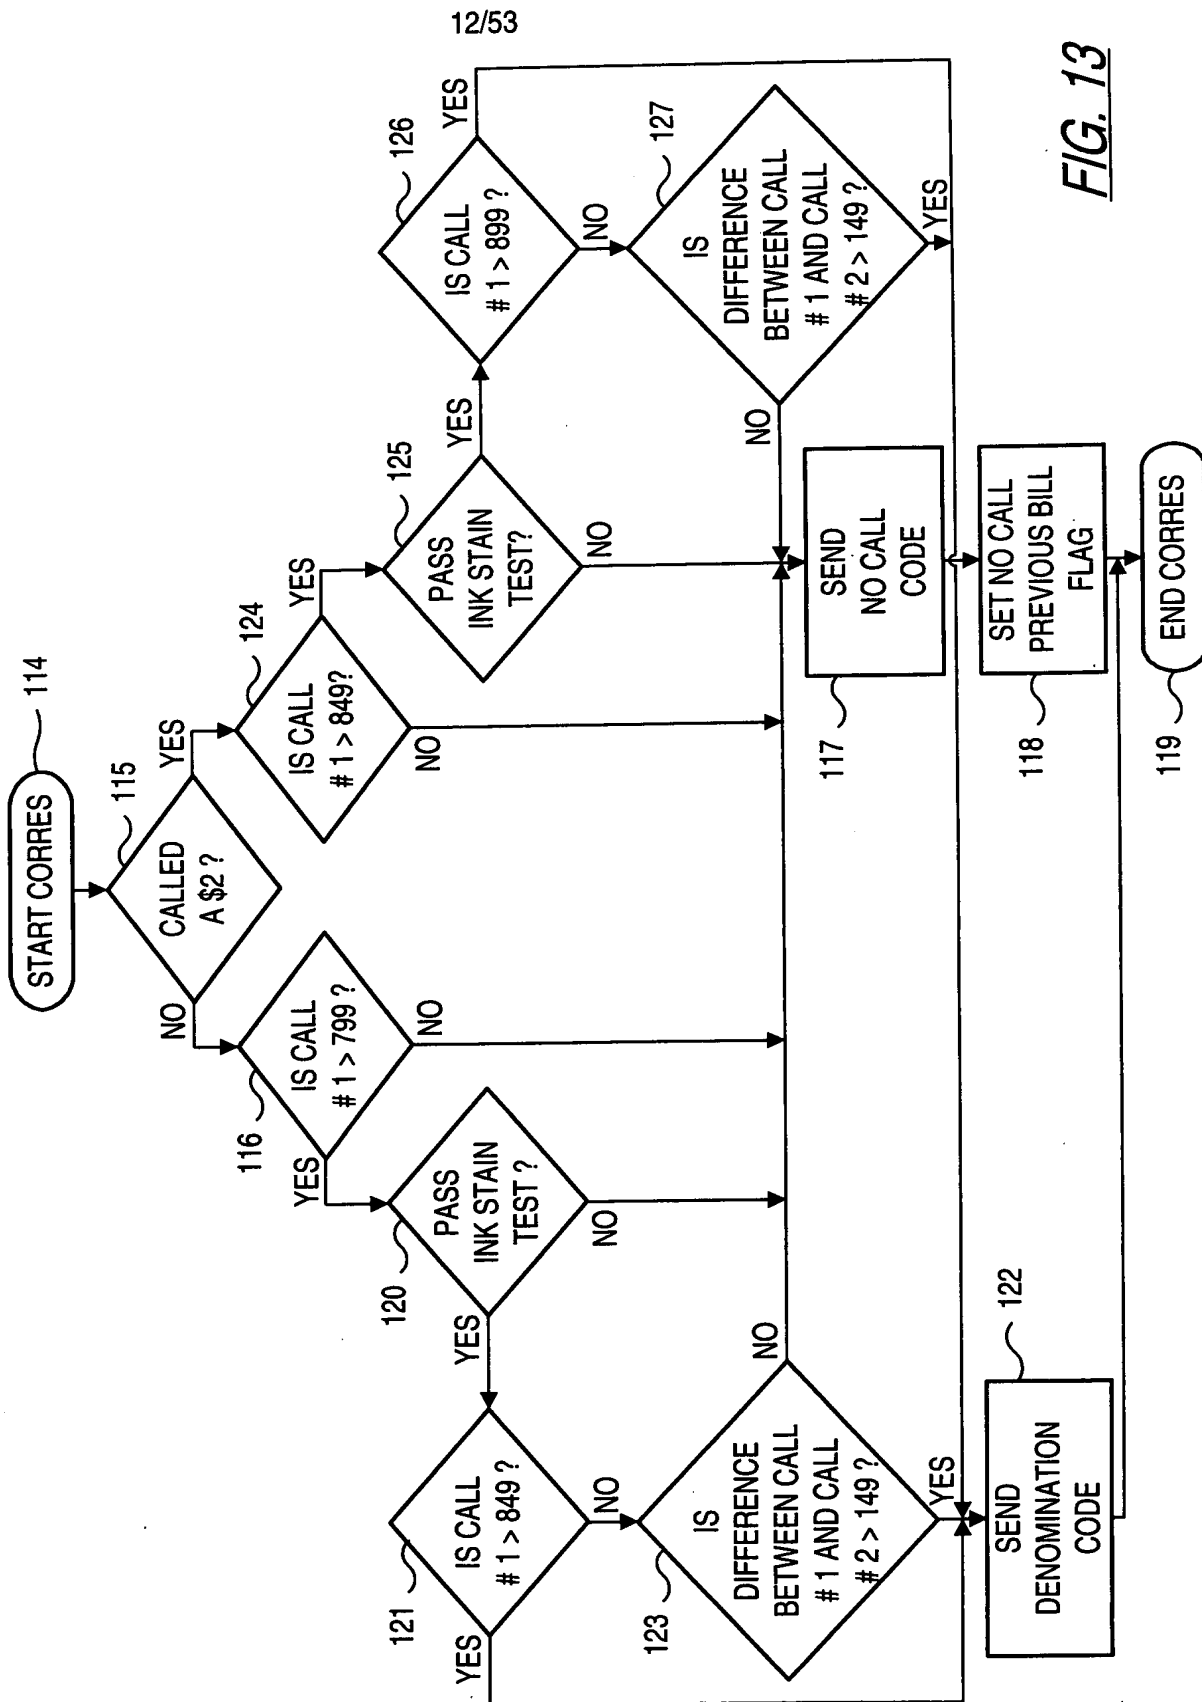 12/53
START CORRES
114
CALLED
A $2 ?
115
NO
YES
IS CALL
# 1 > 799 ?
116
YES
NO
IS CALL
# 1 > 849?
124
YES
NO
PASS
INK STAIN
TEST ?
120
YES
NO
PASS
INK STAIN
TEST?
125
YES
NO
IS CALL
# 1 > 849 ?
121
YES
NO
IS CALL
# 1 > 899 ?
126
YES
NO
IS
DIFFERENCE
BETWEEN CALL
# 1 AND CALL
# 2 > 149 ?
123
NO
YES
IS
DIFFERENCE
BETWEEN CALL
# 1 AND CALL
# 2 > 149 ?
127
NO
YES
SEND
NO CALL
CODE
117
SEND
DENOMINATION
CODE
122
SET NO CALL
PREVIOUS BILL
FLAG
118
END CORRES
119
FIG. 13